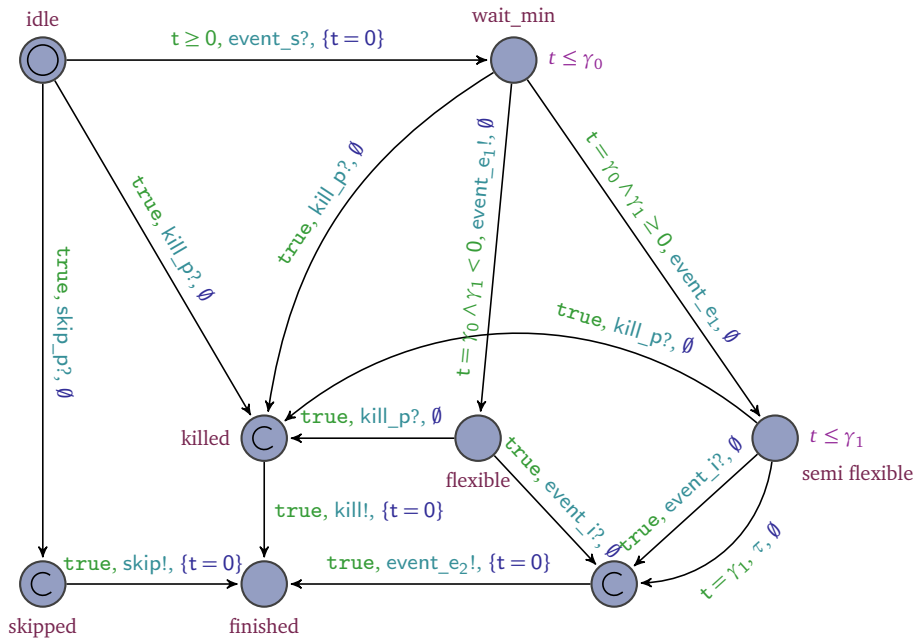 idle
wait_min
t ≥ 0, event_s?, {t = 0}
t ≤ γ₀
true, kill_p?, ∅
true, kill_p?, ∅
t = γ₀ ∧ γ₁ < 0, event_e₁!, ∅
t = γ₀ ∧ γ₁ ≥ 0, event_e₁, ∅
true, skip_p?, ∅
true, kill_p?, ∅
true, kill_p?, ∅
killed
C
t ≤ γ₁
flexible
semi flexible
true, event_i?, ∅
true, event_i?, ∅
true, kill!, {t = 0}
t = γ₁, τ, ∅
true, skip!, {t = 0}
true, event_e₂!, {t = 0}
C
C
skipped
finished